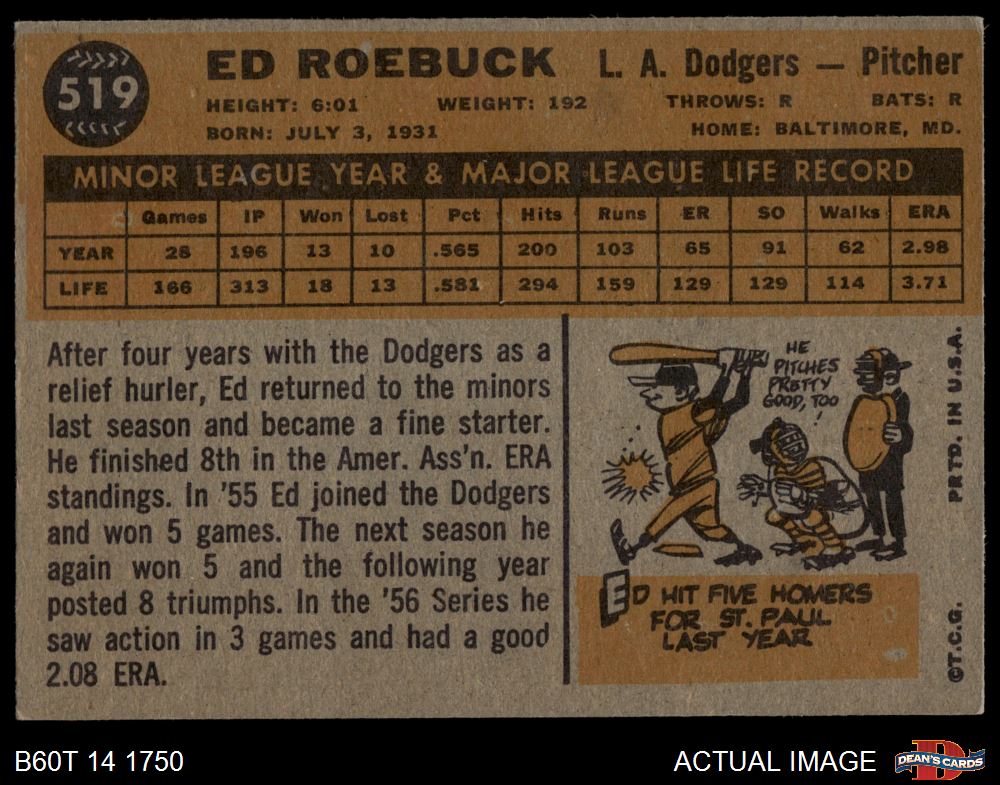 519
ED ROEBUCK L. A. Dodgers — Pitcher
HEIGHT: 6:01 WEIGHT: 192 THROWS: R BATS: R
BORN: JULY 3, 1931 HOME: BALTIMORE, MD.
MINOR LEAGUE YEAR & MAJOR LEAGUE LIFE RECORD
Games IP Won Lost Pct Hits Runs ER SO Walks ERA
YEAR 28 196 13 10 .565 200 103 65 91 62 2.98
LIFE 166 313 18 13 .581 294 159 129 129 114 3.71
After four years with the Dodgers as a
relief hurler, Ed returned to the minors
last season and became a fine starter.
He finished 8th in the Amer. Ass'n. ERA
standings. In '55 Ed joined the Dodgers
and won 5 games. The next season he
again won 5 and the following year
posted 8 triumphs. In the '56 Series he
saw action in 3 games and had a good
2.08 ERA.
HE
PITCHES
PRETTY
GOOD, TOO
!
ED HIT FIVE HOMERS
FOR ST. PAUL
LAST YEAR
©T.C.G. PRTD. IN U.S.A.
B60T 14 1750
ACTUAL IMAGE
D
DEAN'S CARDS